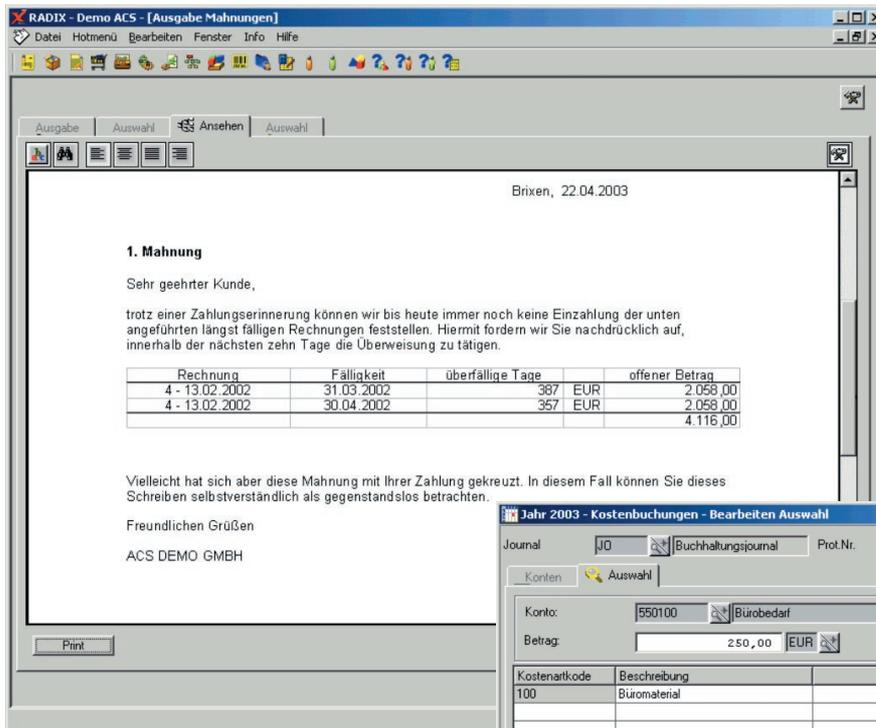 RADIX - Demo ACS - [Ausgabe Mahnungen]
Datei Hotmenü Bearbeiten Fenster Info Hilfe
Ausgabe Auswahl Ansehen Auswahl
Brixen, 22.04.2003
1. Mahnung
Sehr geehrter Kunde,
trotz einer Zahlungserinnerung können wir bis heute immer noch keine Einzahlung der unten
angeführten längst fälligen Rechnungen feststellen. Hiermit fordern wir Sie nachdrücklich auf,
innerhalb der nächsten zehn Tage die Überweisung zu tätigen.
Rechnung Fälligkeit überfällige Tage offener Betrag
4 - 13.02.2002 31.03.2002 387 EUR 2.058,00
4 - 13.02.2002 30.04.2002 357 EUR 2.058,00
4.116,00
Vielleicht hat sich aber diese Mahnung mit Ihrer Zahlung gekreuzt. In diesem Fall können Sie dieses
Schreiben selbstverständlich als gegenstandslos betrachten.
Freundlichen Grüßen
ACS DEMO GMBH
Print
Jahr 2003 - Kostenbuchungen - Bearbeiten Auswahl
Journal JO Buchhaltungsjournal Prot.Nr.
Konten Auswahl
Konto: 550100 Bürobedarf
Betrag: 250,00 EUR
Kostenartkode Beschreibung
100 Büromaterial